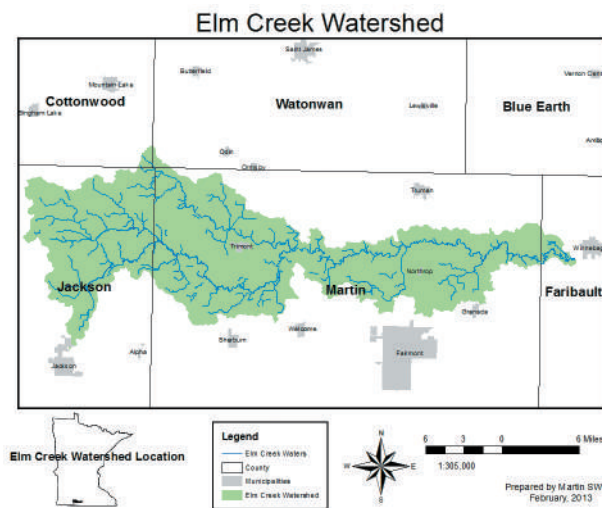 Elm Creek Watershed
Saint James
Butterfield
Mountain Lake
Cottonwood
Watonwan
Lewisville
Blue Earth
Bingham Lake
Odin
Ormsby
Truman
Trimont
Winnebago
Northrop
Jackson
Martin
Faribault
Granada
Welcome
Sherburn
Alpha
Fairmont
Jackson
Elm Creek Watershed Location
Legend
Elm Creek Waters
County
Municipalities
Elm Creek Watershed
N
W
E
S
6 3 0 6 Miles
1:305,000
Prepared by Martin SW
February, 2013